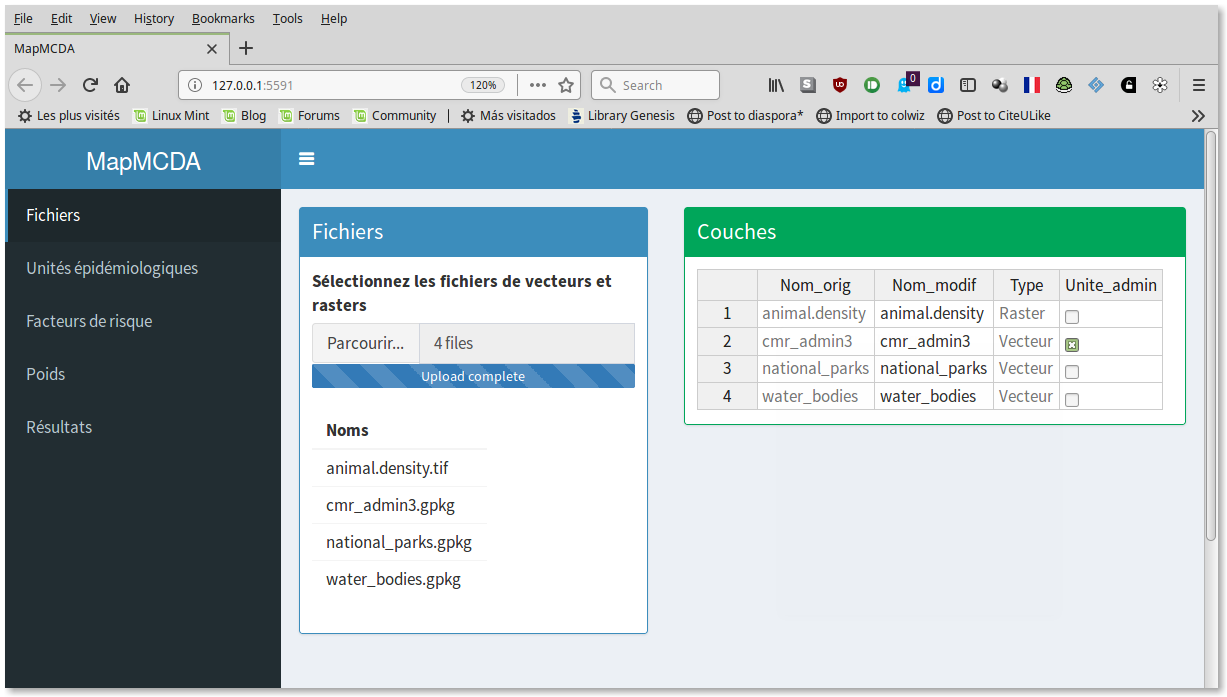 File Edit View History Bookmarks Tools Help
MapMCDA
127.0.0.1:5591 120% Search
Les plus visités Linux Mint Blog Forums Community Más visitados Library Genesis Post to diaspora* Import to colwiz Post to CiteULike
MapMCDA
Fichiers
Unités épidémiologiques
Facteurs de risque
Poids
Résultats
Fichiers
Sélectionnez les fichiers de vecteurs et
rasters
Parcourir... 4 files
Upload complete
Noms
animal.density.tif
cmr_admin3.gpkg
national_parks.gpkg
water_bodies.gpkg
Couches
Nom_orig Nom_modif Type Unite_admin
1 animal.density animal.density Raster
2 cmr_admin3 cmr_admin3 Vecteur
3 national_parks national_parks Vecteur
4 water_bodies water_bodies Vecteur